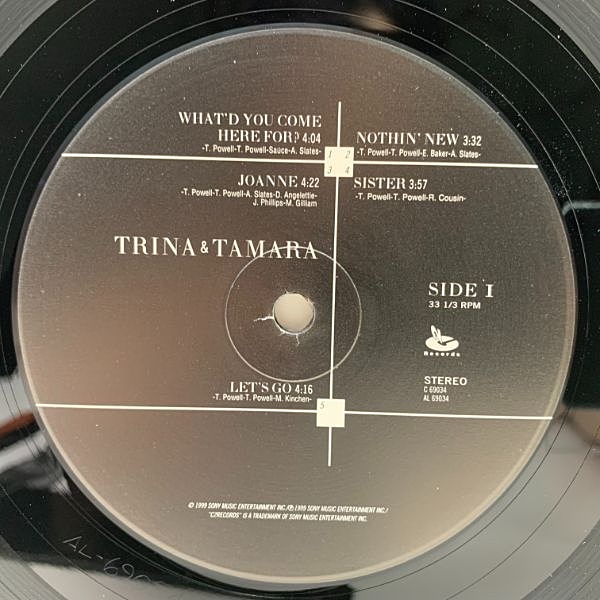 WHAT'D YOU COME
HERE FOR? 4:04
-T. Powell-T. Powell-Sauce-A. Slates-
NOTHIN' NEW 3:32
-T. Powell-T. Powell-E. Baker-A. Slates-
1 2
3 4
JOANNE 4:22
-T. Powell-T. Powell-A. Slates-D. Angelettie-
J. Phillips-M. Gilliam
SISTER 3:57
-T. Powell-T. Powell-R. Cousin-
TRINA & TAMARA
SIDE 1
33 1/3 RPM
Records
STEREO
C 69034
AL 69034
LET'S GO 4:16
-T. Powell-T. Powell-M. Kinchen-
5
© 1999 SONY MUSIC ENTERTAINMENT INC./℗ 1999 SONY MUSIC ENTERTAINMENT INC./
"C2RECORDS" IS A TRADEMARK OF SONY MUSIC ENTERTAINMENT INC.